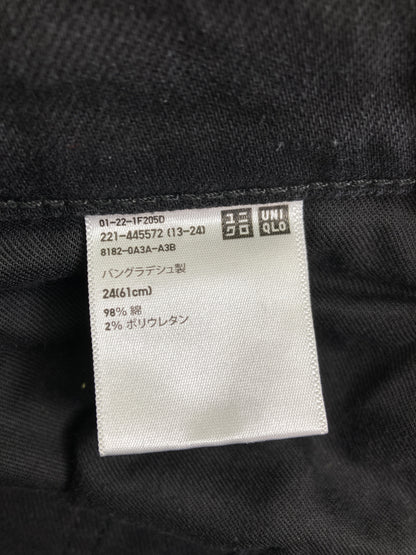 01-22-1F205D
221-445572 (13-24)
8182-0A3A-A3B
ユニ
クロ
UNI
QLO
バングラデシュ製
24(61cm)
98% 綿
2% ポリウレタン